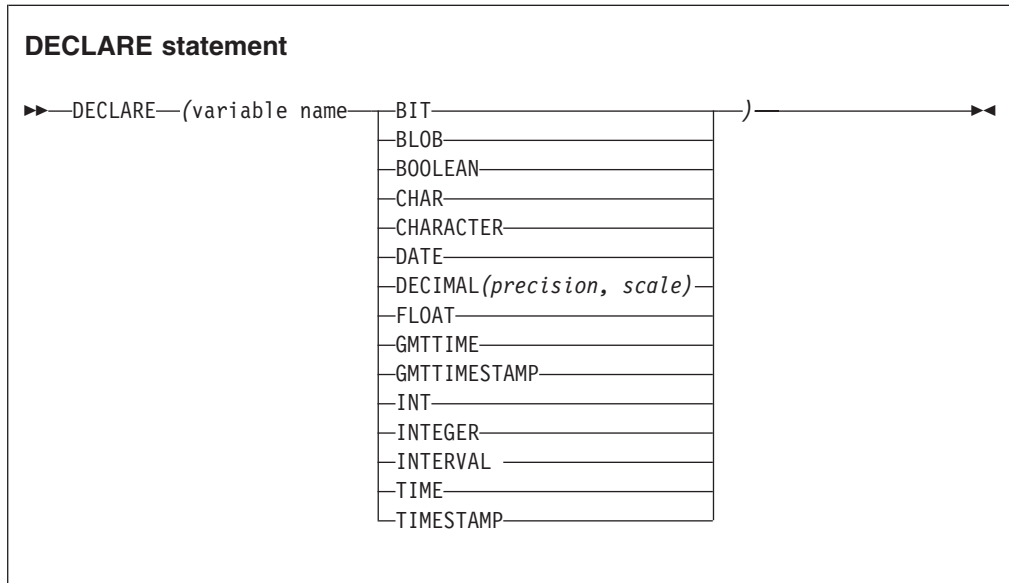 DECLARE statement
DECLARE (variable name BIT )
BLOB
BOOLEAN
CHAR
CHARACTER
DATE
DECIMAL(precision, scale)
FLOAT
GMTTIME
GMTTIMESTAMP
INT
INTEGER
INTERVAL
TIME
TIMESTAMP